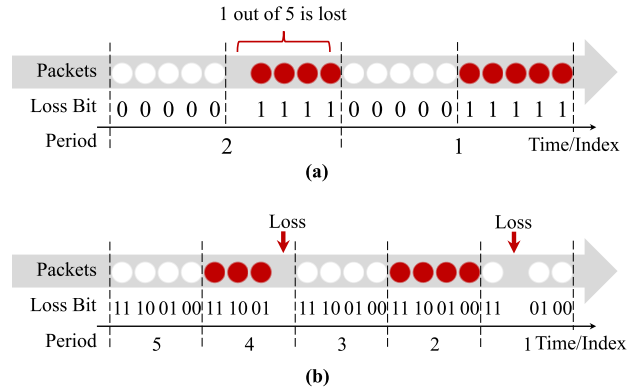 1 out of 5 is lost
Packets
Loss Bit 0 0 0 0 0 1 1 1 1 0 0 0 0 0 1 1 1 1 1
Period 2 1 Time/Index
(a)
Loss Loss
Packets
Loss Bit 11 10 01 00 11 10 01 11 10 01 00 11 10 01 00 11 01 00
Period 5 4 3 2 1 Time/Index
(b)